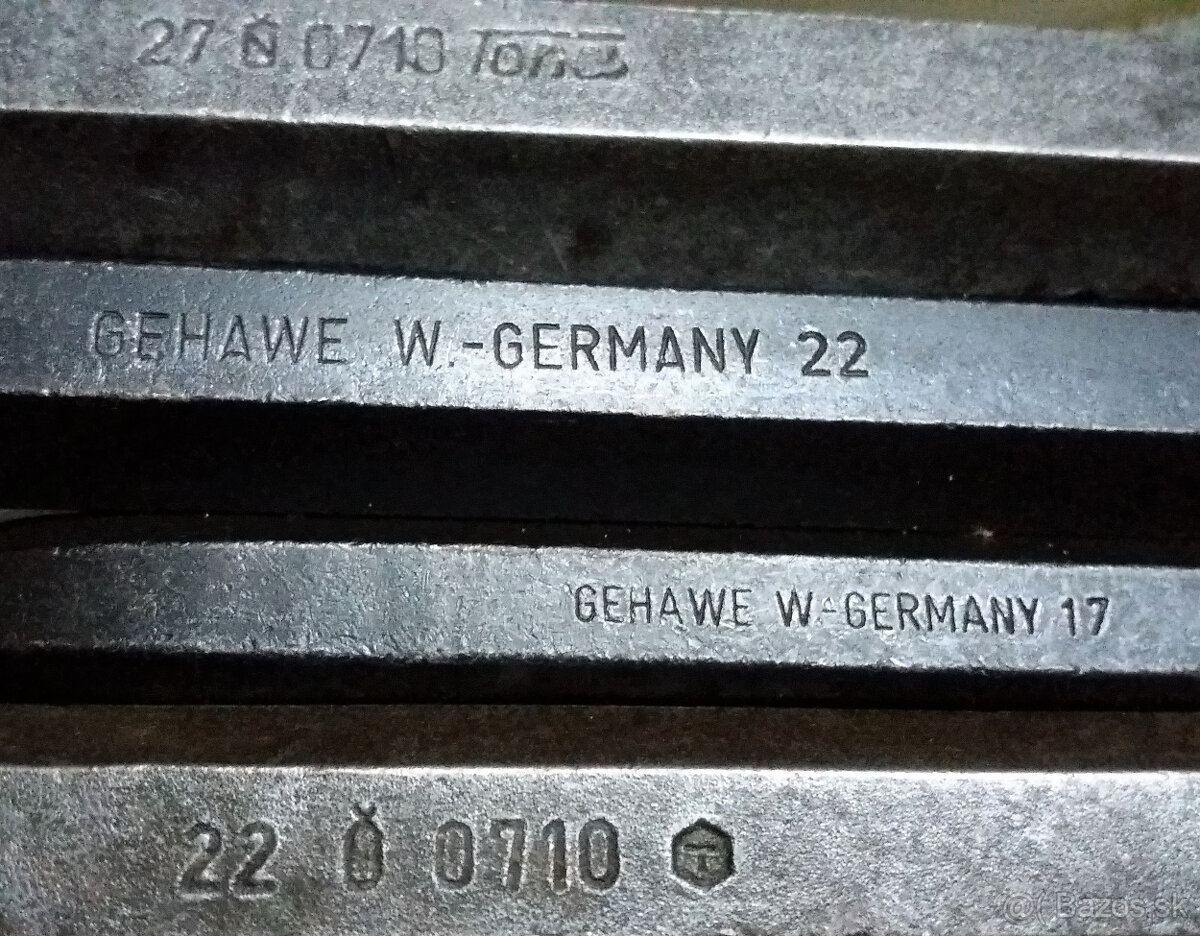 27 Ň 0710 Tona
GEHAWE W.-GERMANY 22
GEHAWE W.-GERMANY 17
22 Ǒ 0710 T
@ Bazos.sk